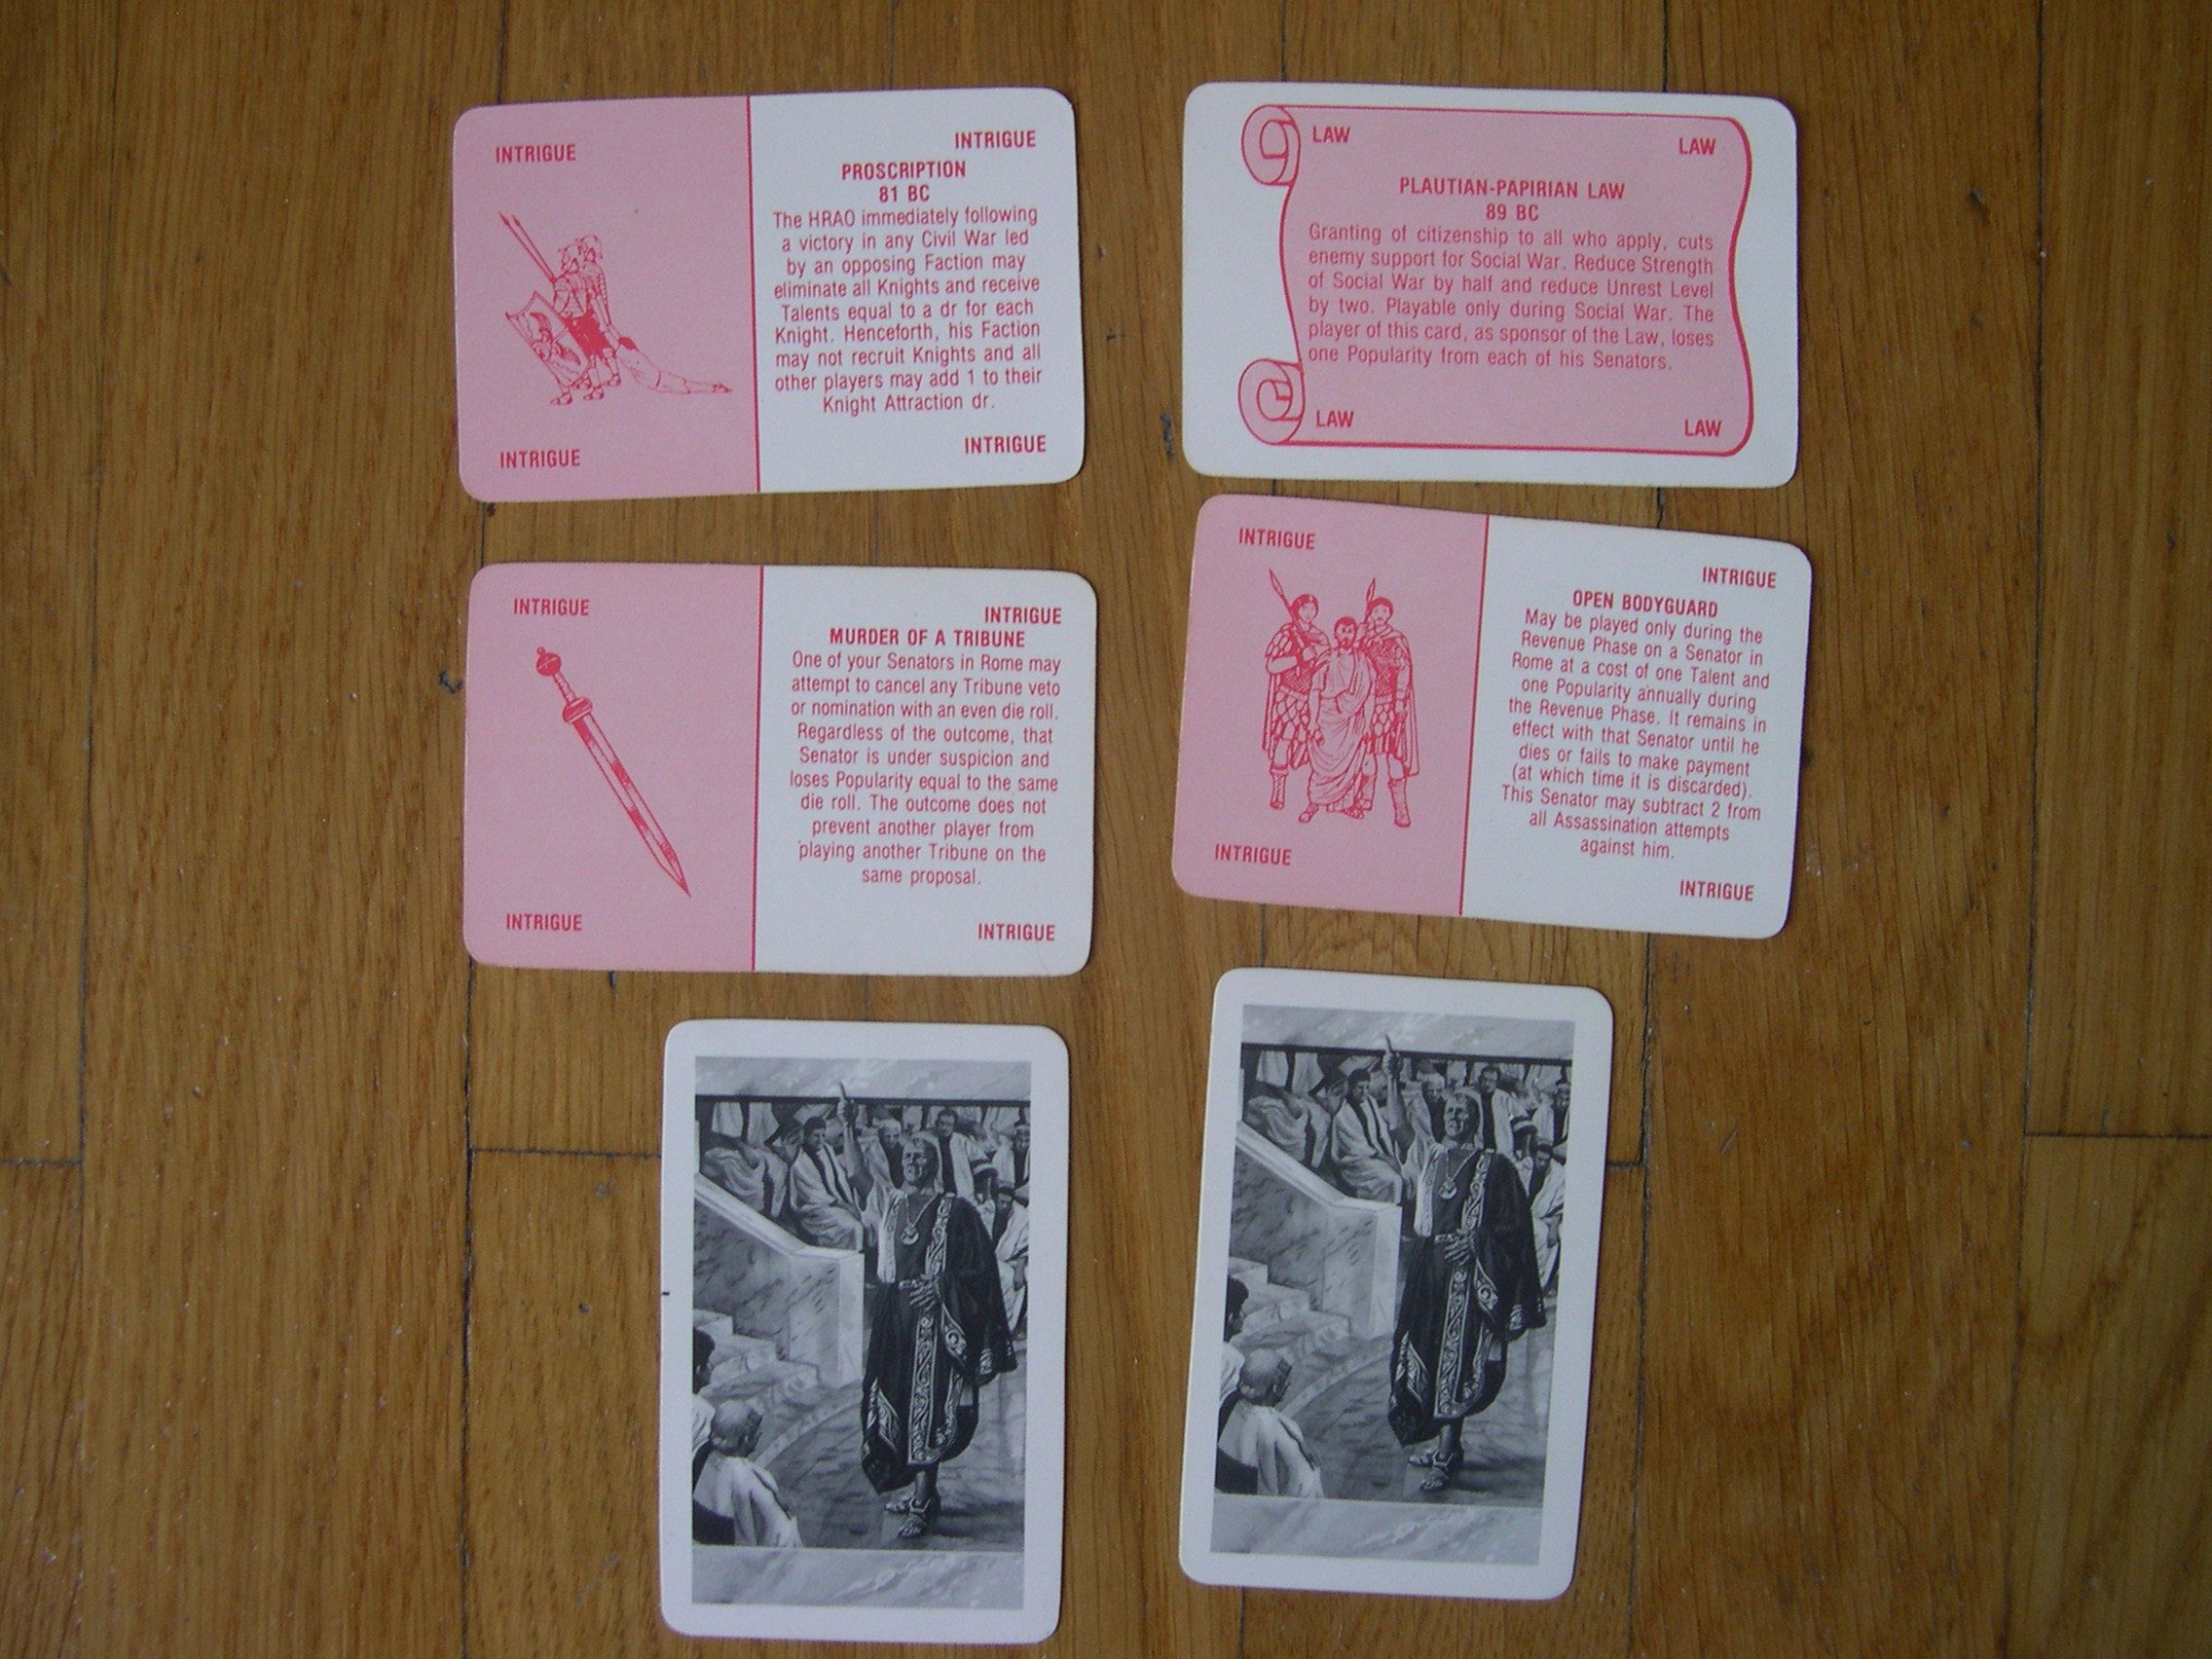 INTRIGUE
INTRIGUE
PROSCRIPTION
81 BC
The HRAO immediately following
a victory in any Civil War led
by an opposing Faction may
eliminate all Knights and receive
Talents equal to a dr for each
Knight. Henceforth, his Faction
may not recruit Knights and all
other players may add 1 to their
Knight Attraction dr.
INTRIGUE
INTRIGUE
LAW
LAW
PLAUTIAN-PAPIRIAN LAW
89 BC
Granting of citizenship to all who apply, cuts
enemy support for Social War. Reduce Strength
of Social War by half and reduce Unrest Level
by two. Playable only during Social War. The
player of this card, as sponsor of the Law, loses
one Popularity from each of his Senators.
LAW
LAW
INTRIGUE
INTRIGUE
MURDER OF A TRIBUNE
One of your Senators in Rome may
attempt to cancel any Tribune veto
or nomination with an even die roll.
Regardless of the outcome, that
Senator is under suspicion and
loses Popularity equal to the same
die roll. The outcome does not
prevent another player from
playing another Tribune on the
same proposal.
INTRIGUE
INTRIGUE
INTRIGUE
INTRIGUE
OPEN BODYGUARD
May be played only during the
Revenue Phase on a Senator in
Rome at a cost of one Talent and
one Popularity annually during
the Revenue Phase. It remains in
effect with that Senator until he
dies or fails to make payment
(at which time it is discarded).
This Senator may subtract 2 from
all Assassination attempts
against him.
INTRIGUE
INTRIGUE